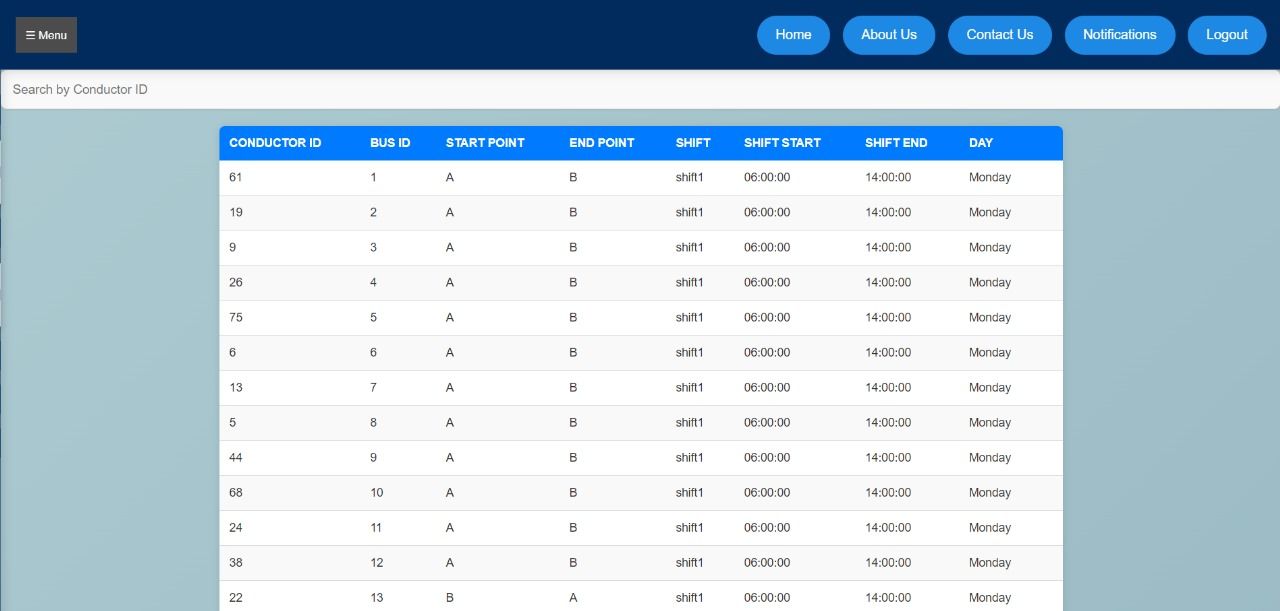 ☰ Menu Home About Us Contact Us Notifications Logout
Search by Conductor ID
CONDUCTOR ID BUS ID START POINT END POINT SHIFT SHIFT START SHIFT END DAY
61 1 A B shift1 06:00:00 14:00:00 Monday
19 2 A B shift1 06:00:00 14:00:00 Monday
9 3 A B shift1 06:00:00 14:00:00 Monday
26 4 A B shift1 06:00:00 14:00:00 Monday
75 5 A B shift1 06:00:00 14:00:00 Monday
6 6 A B shift1 06:00:00 14:00:00 Monday
13 7 A B shift1 06:00:00 14:00:00 Monday
5 8 A B shift1 06:00:00 14:00:00 Monday
44 9 A B shift1 06:00:00 14:00:00 Monday
68 10 A B shift1 06:00:00 14:00:00 Monday
24 11 A B shift1 06:00:00 14:00:00 Monday
38 12 A B shift1 06:00:00 14:00:00 Monday
22 13 B A shift1 06:00:00 14:00:00 Monday